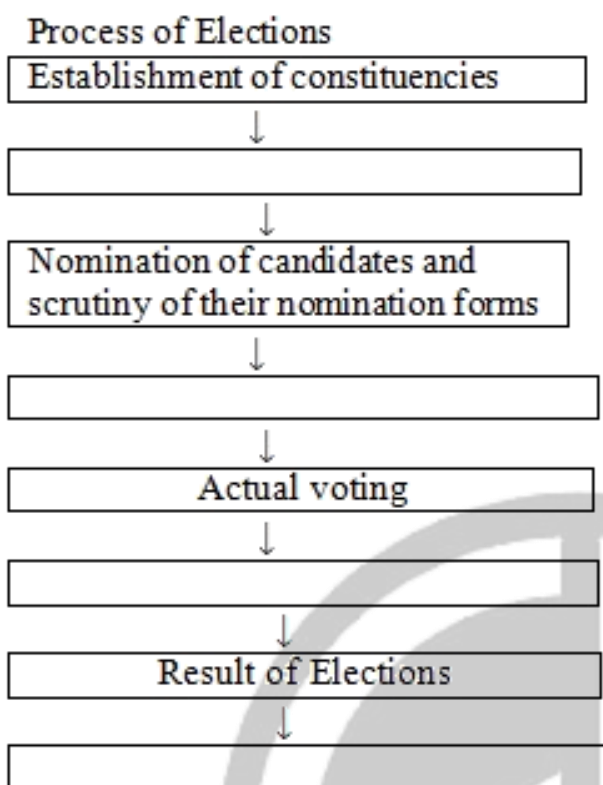 Process of Elections
Establishment of constituencies
Nomination of candidates and
scrutiny of their nomination forms
Actual voting
Result of Elections